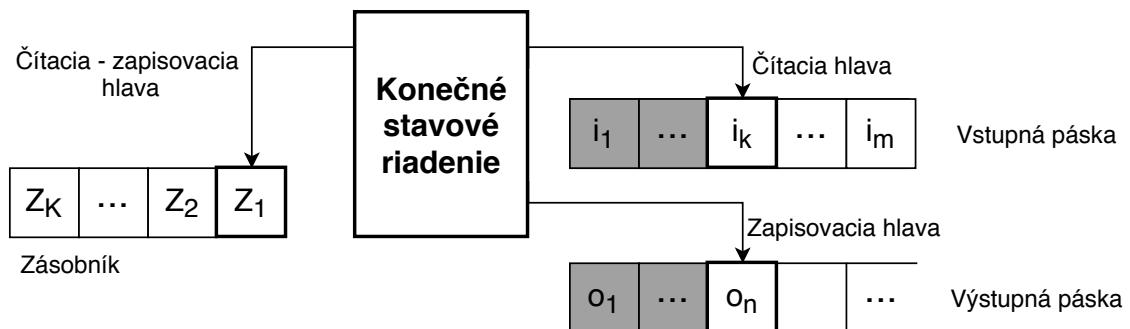 Čítacia - zapisovacia
hlava
Konečné
stavové
riadenie
Čítacia hlava
i1 ... ik ... im
Vstupná páska
ZK ... Z2 Z1
Zásobník
Zapisovacia hlava
o1 ... on ...
Výstupná páska